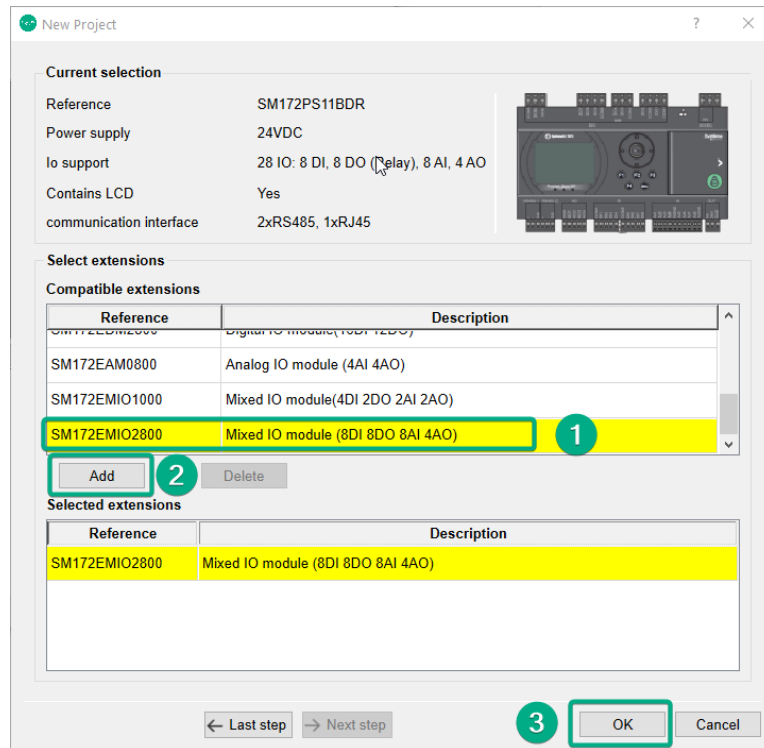 New Project
Current selection
Reference SM172PS11BDR
Power supply 24VDC
Io support 28 IO: 8 DI, 8 DO (Relay), 8 AI, 4 AO
Contains LCD Yes
communication interface 2xRS485, 1xRJ45
Select extensions
Compatible extensions
Reference Description
SM172EAM0800 Analog IO module (4AI 4AO)
SM172EMIO1000 Mixed IO module(4DI 2DO 2AI 2AO)
SM172EMIO2800 Mixed IO module (8DI 8DO 8AI 4AO) 1
Add 2 Delete
Selected extensions
Reference Description
SM172EMIO2800 Mixed IO module (8DI 8DO 8AI 4AO)
← Last step → Next step 3 OK Cancel